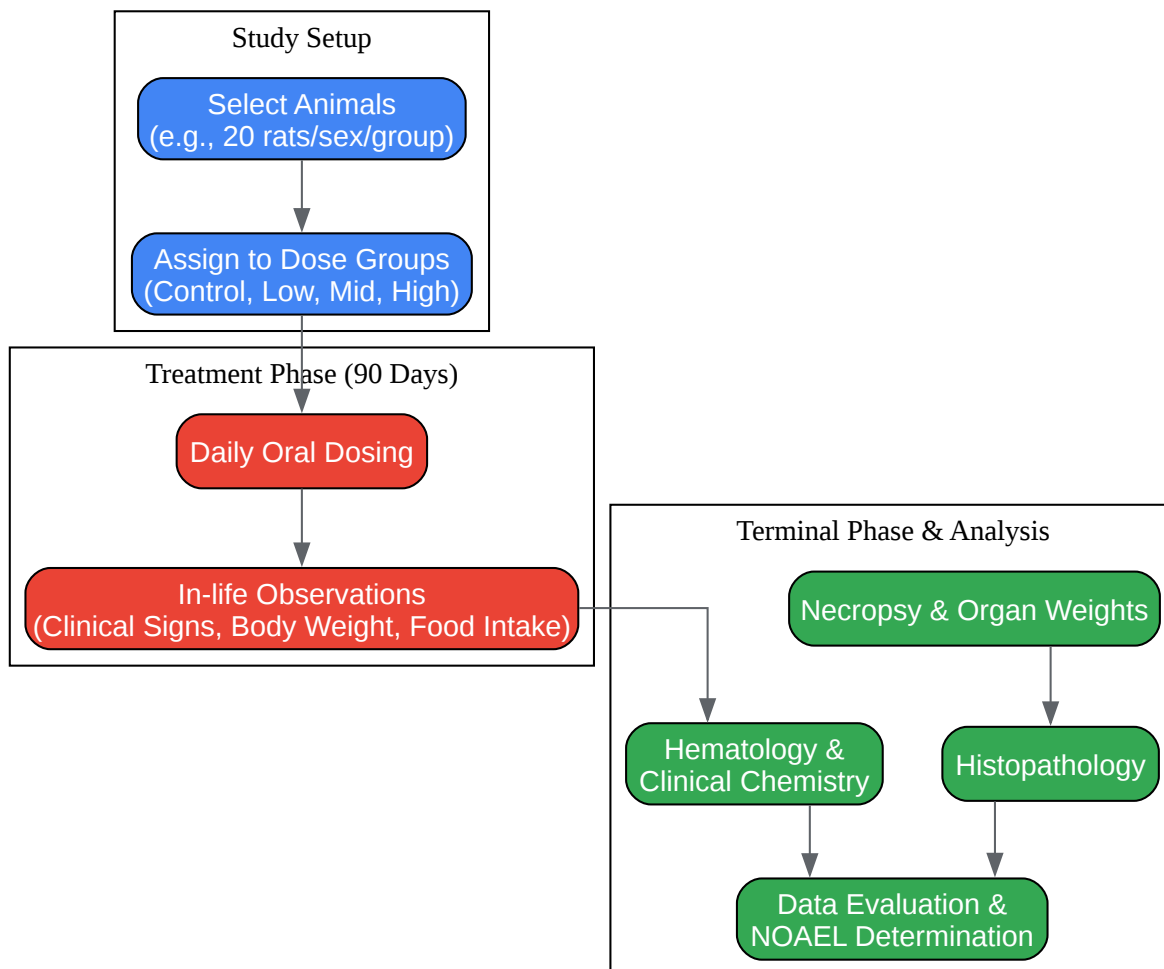 Study Setup
Select Animals
(e.g., 20 rats/sex/group)
Assign to Dose Groups
(Control, Low, Mid, High)
Treatment Phase (90 Days)
Daily Oral Dosing
In-life Observations
(Clinical Signs, Body Weight, Food Intake)
Terminal Phase & Analysis
Necropsy & Organ Weights
Hematology &
Clinical Chemistry
Histopathology
Data Evaluation &
NOAEL Determination